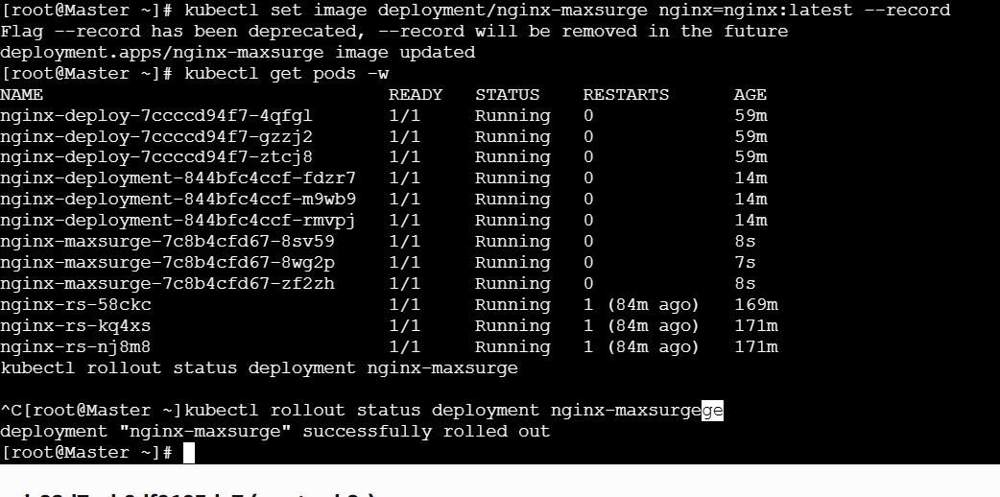 [root@Master ~]# kubectl set image deployment/nginx-maxsurge nginx=nginx:latest --record
Flag --record has been deprecated, --record will be removed in the future
deployment.apps/nginx-maxsurge image updated
[root@Master ~]# kubectl get pods -w
NAME READY STATUS RESTARTS AGE
nginx-deploy-7ccccd94f7-4qfgl 1/1 Running 0 59m
nginx-deploy-7ccccd94f7-gzzj2 1/1 Running 0 59m
nginx-deploy-7ccccd94f7-ztcj8 1/1 Running 0 59m
nginx-deployment-844bfc4ccf-fdzr7 1/1 Running 0 14m
nginx-deployment-844bfc4ccf-m9wb9 1/1 Running 0 14m
nginx-deployment-844bfc4ccf-rmvpj 1/1 Running 0 14m
nginx-maxsurge-7c8b4cfd67-8sv59 1/1 Running 0 8s
nginx-maxsurge-7c8b4cfd67-8wg2p 1/1 Running 0 7s
nginx-maxsurge-7c8b4cfd67-zf2zh 1/1 Running 0 8s
nginx-rs-58ckc 1/1 Running 1 (84m ago) 169m
nginx-rs-kq4xs 1/1 Running 1 (84m ago) 171m
nginx-rs-nj8m8 1/1 Running 1 (84m ago) 171m
kubectl rollout status deployment nginx-maxsurge
^C[root@Master ~]kubectl rollout status deployment nginx-maxsurgege
deployment "nginx-maxsurge" successfully rolled out
[root@Master ~]#